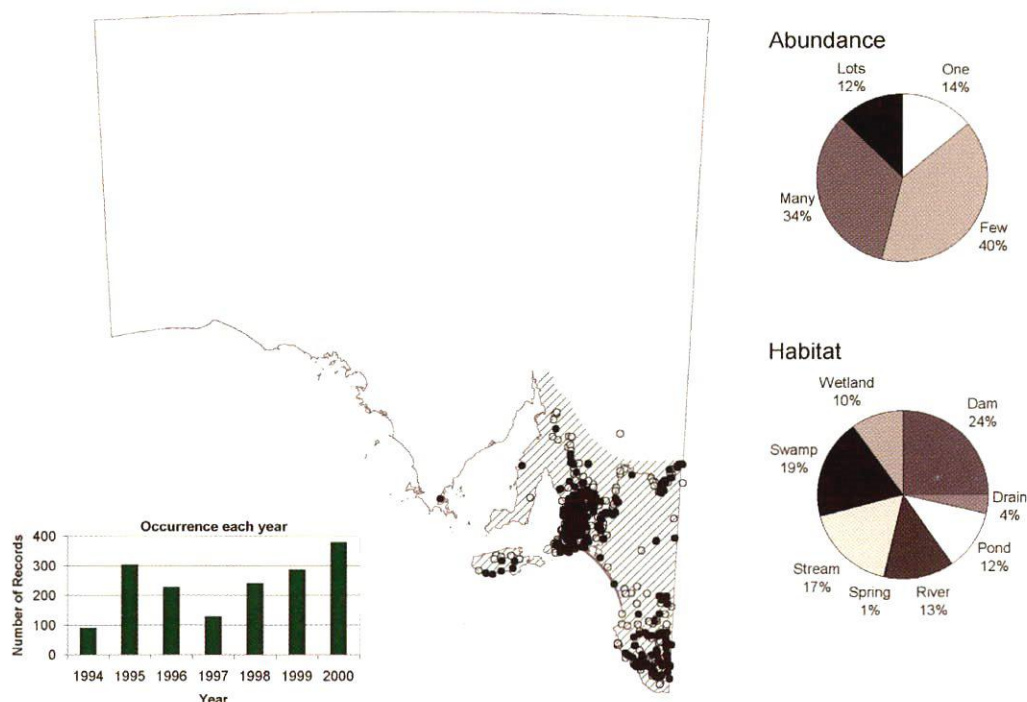 Abundance
Lots
12%
One
14%
Many
34%
Few
40%
Habitat
Wetland
10%
Dam
24%
Swamp
19%
Drain
4%
Stream
17%
Pond
12%
Spring
1%
River
13%
Occurrence each year
Number of Records
400
300
200
100
0
1994 1995 1996 1997 1998 1999 2000
Year